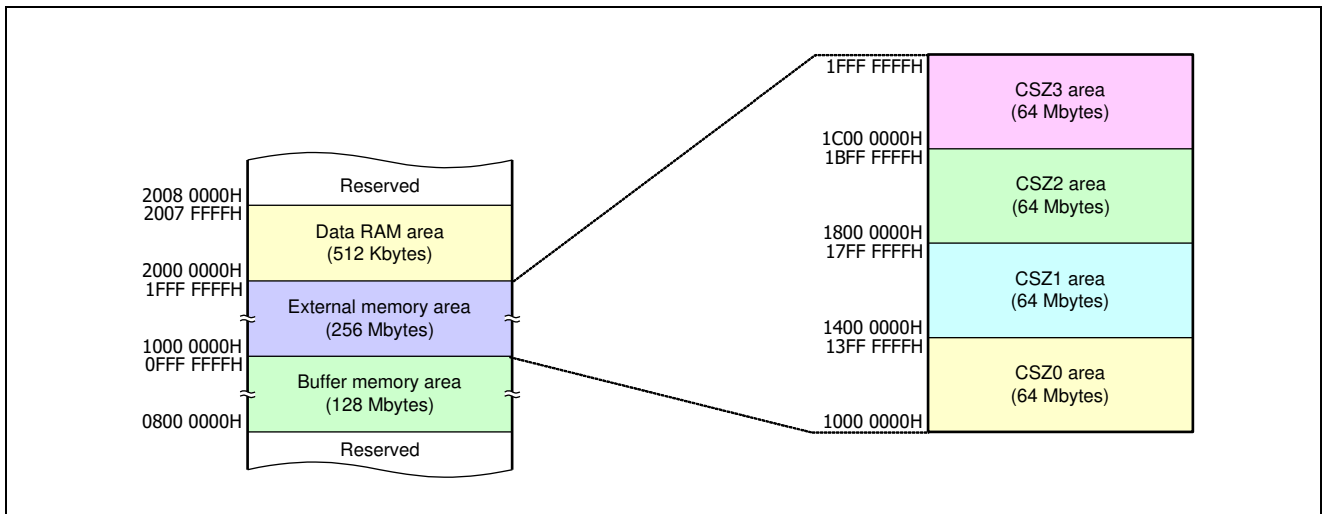 Reserved
2008 0000H
2007 FFFFH
Data RAM area
(512 Kbytes)
2000 0000H
1FFF FFFFH
External memory area
(256 Mbytes)
1000 0000H
0FFF FFFFH
Buffer memory area
(128 Mbytes)
0800 0000H
Reserved
1FFF FFFFH
CSZ3 area
(64 Mbytes)
1C00 0000H
1BFF FFFFH
CSZ2 area
(64 Mbytes)
1800 0000H
17FF FFFFH
CSZ1 area
(64 Mbytes)
1400 0000H
13FF FFFFH
CSZ0 area
(64 Mbytes)
1000 0000H